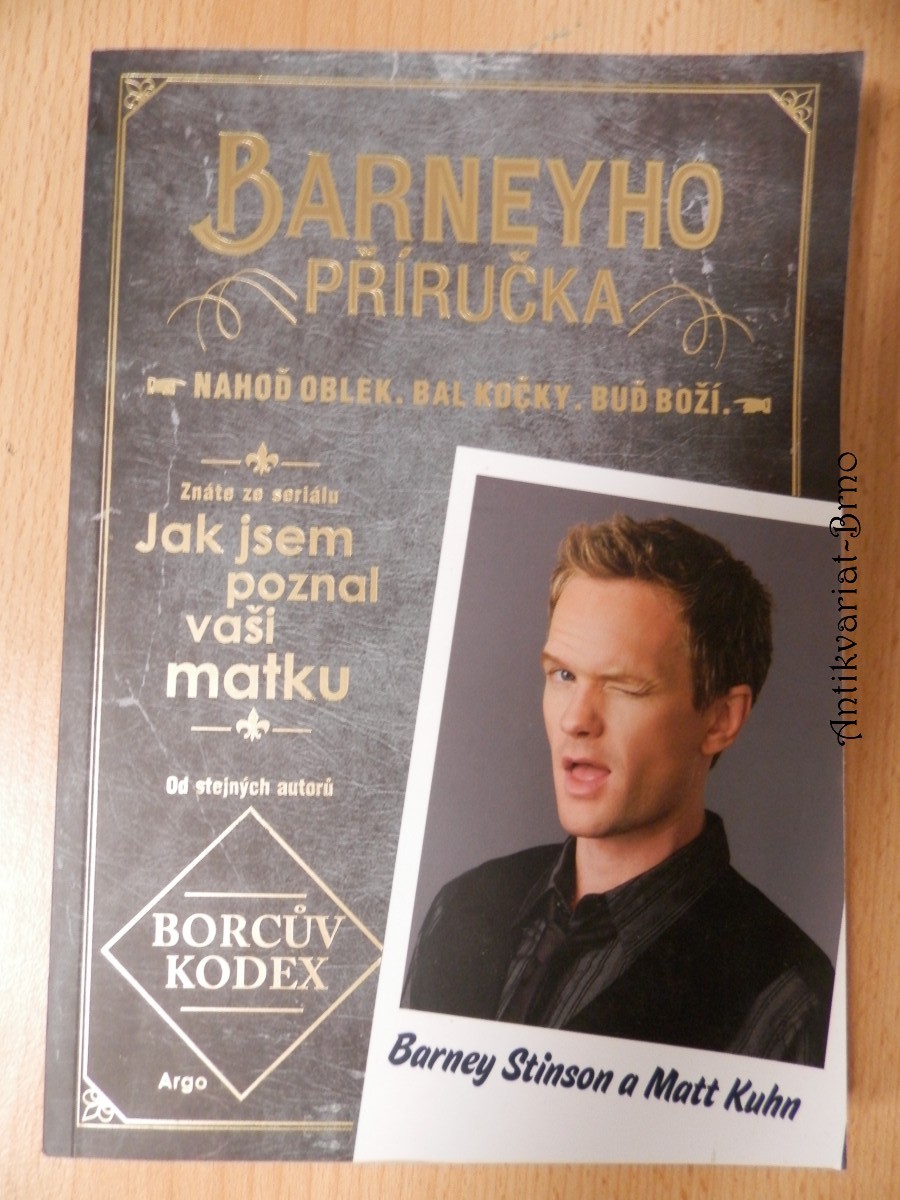 BARNEYHO
PŘÍRUČKA
NAHOĎ OBLEK. BAL KOČKY. BUĎ BOŽÍ.
Znáte ze seriálu
Jak jsem
poznal
vaši
matku
Od stejných autorů
BORCŮV
KODEX
Argo
Barney Stinson a Matt Kuhn
Antikvariat-Brno